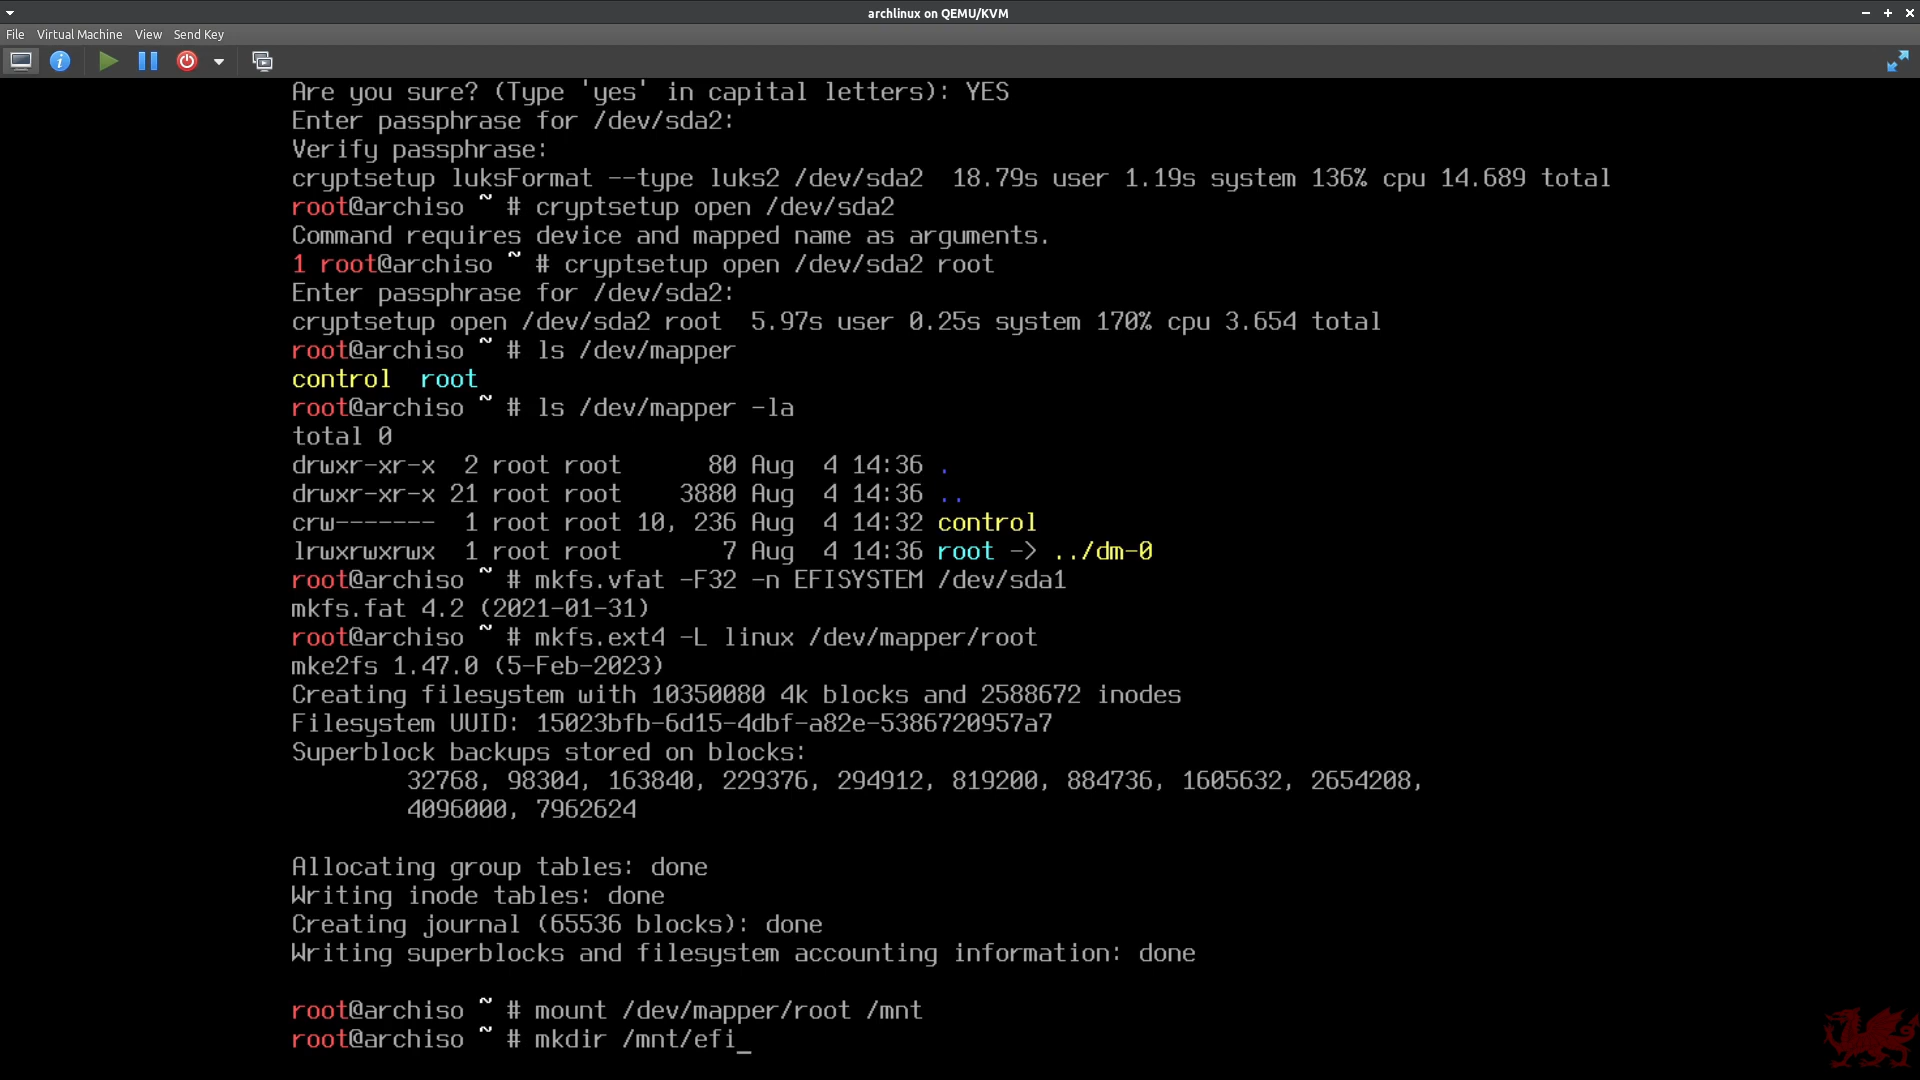 archlinux on QEMU/KVM
File Virtual Machine View Send Key
Are you sure? (Type 'yes' in capital letters): YES
Enter passphrase for /dev/sda2:
Verify passphrase:
cryptsetup luksFormat --type luks2 /dev/sda2  18.79s user 1.19s system 136% cpu 14.689 total
root@archiso ~ # cryptsetup open /dev/sda2
Command requires device and mapped name as arguments.
1 root@archiso ~ # cryptsetup open /dev/sda2 root
Enter passphrase for /dev/sda2:
cryptsetup open /dev/sda2 root  5.97s user 0.25s system 170% cpu 3.654 total
root@archiso ~ # ls /dev/mapper
control  root
root@archiso ~ # ls /dev/mapper -la
total 0
drwxr-xr-x  2 root root      80 Aug  4 14:36 .
drwxr-xr-x 21 root root    3880 Aug  4 14:36 ..
crw-------  1 root root 10, 236 Aug  4 14:32 control
lrwxrwxrwx  1 root root       7 Aug  4 14:36 root -> ../dm-0
root@archiso ~ # mkfs.vfat -F32 -n EFISYSTEM /dev/sda1
mkfs.fat 4.2 (2021-01-31)
root@archiso ~ # mkfs.ext4 -L linux /dev/mapper/root
mke2fs 1.47.0 (5-Feb-2023)
Creating filesystem with 10350080 4k blocks and 2588672 inodes
Filesystem UUID: 15023bfb-6d15-4dbf-a82e-5386720957a7
Superblock backups stored on blocks:
        32768, 98304, 163840, 229376, 294912, 819200, 884736, 1605632, 2654208,
        4096000, 7962624
Allocating group tables: done
Writing inode tables: done
Creating journal (65536 blocks): done
Writing superblocks and filesystem accounting information: done
root@archiso ~ # mount /dev/mapper/root /mnt
root@archiso ~ # mkdir /mnt/efi_